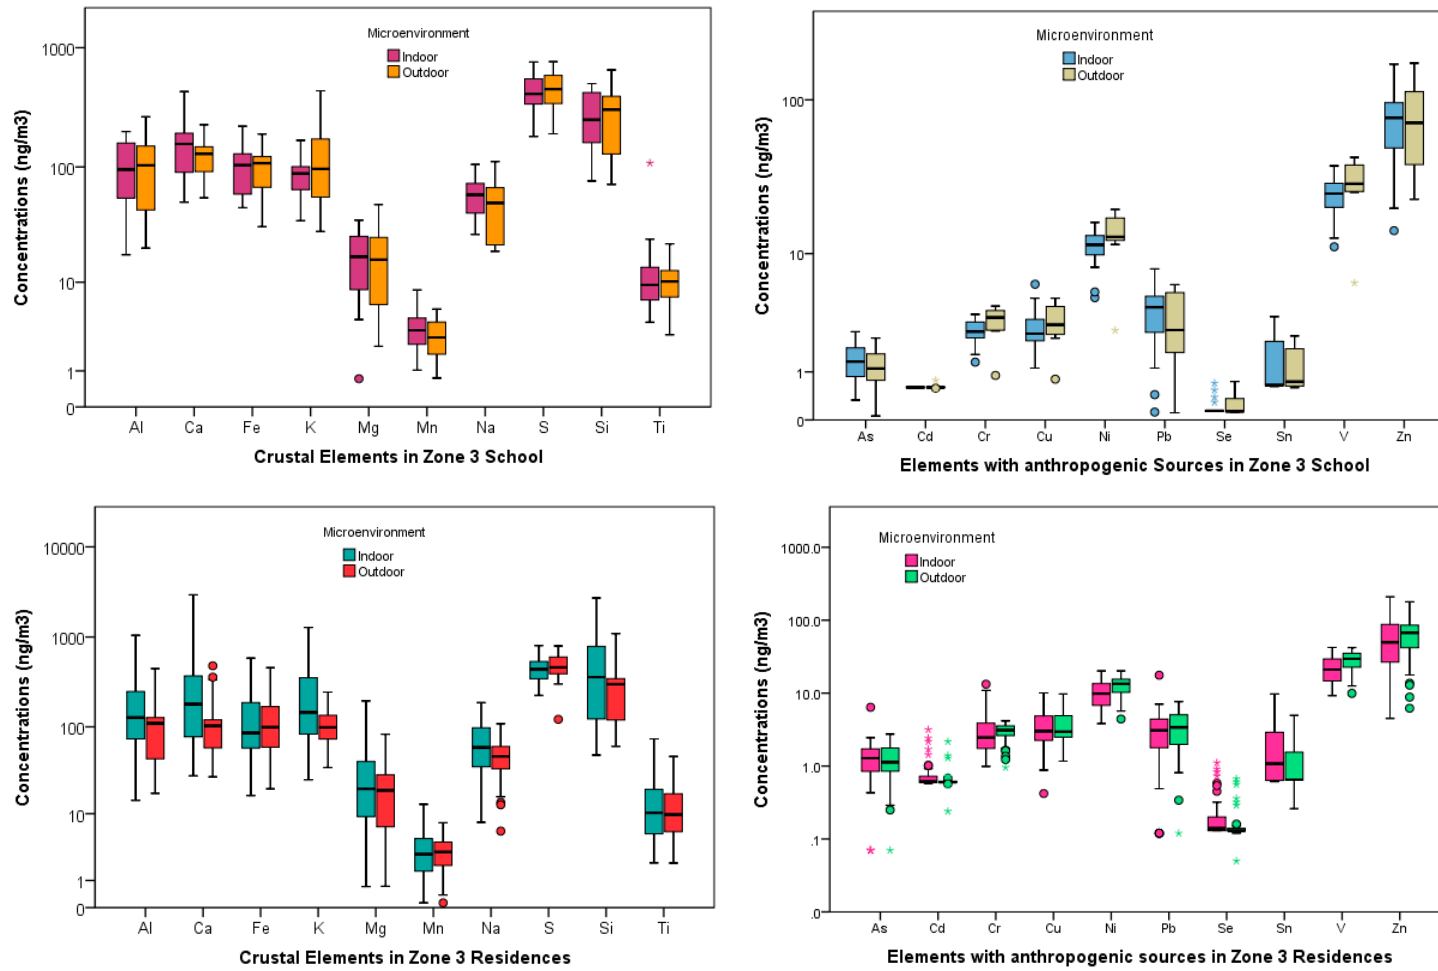 Microenvironment
Indoor
Outdoor
Concentrations (ng/m3)
1000
100
10
1
0
Al Ca Fe K Mg Mn Na S Si Ti
Crustal Elements in Zone 3 School
Microenvironment
Indoor
Outdoor
Concentrations (ng/m3)
100
10
1
0
As Cd Cr Cu Ni Pb Se Sn V Zn
Elements with anthropogenic Sources in Zone 3 School
Microenvironment
Indoor
Outdoor
Concentrations (ng/m3)
10000
1000
100
10
1
0
Al Ca Fe K Mg Mn Na S Si Ti
Crustal Elements in Zone 3 Residences
Microenvironment
Indoor
Outdoor
Concentrations (ng/m3)
1000.0
100.0
10.0
1.0
.1
.0
As Cd Cr Cu Ni Pb Se Sn V Zn
Elements with anthropogenic sources in Zone 3 Residences